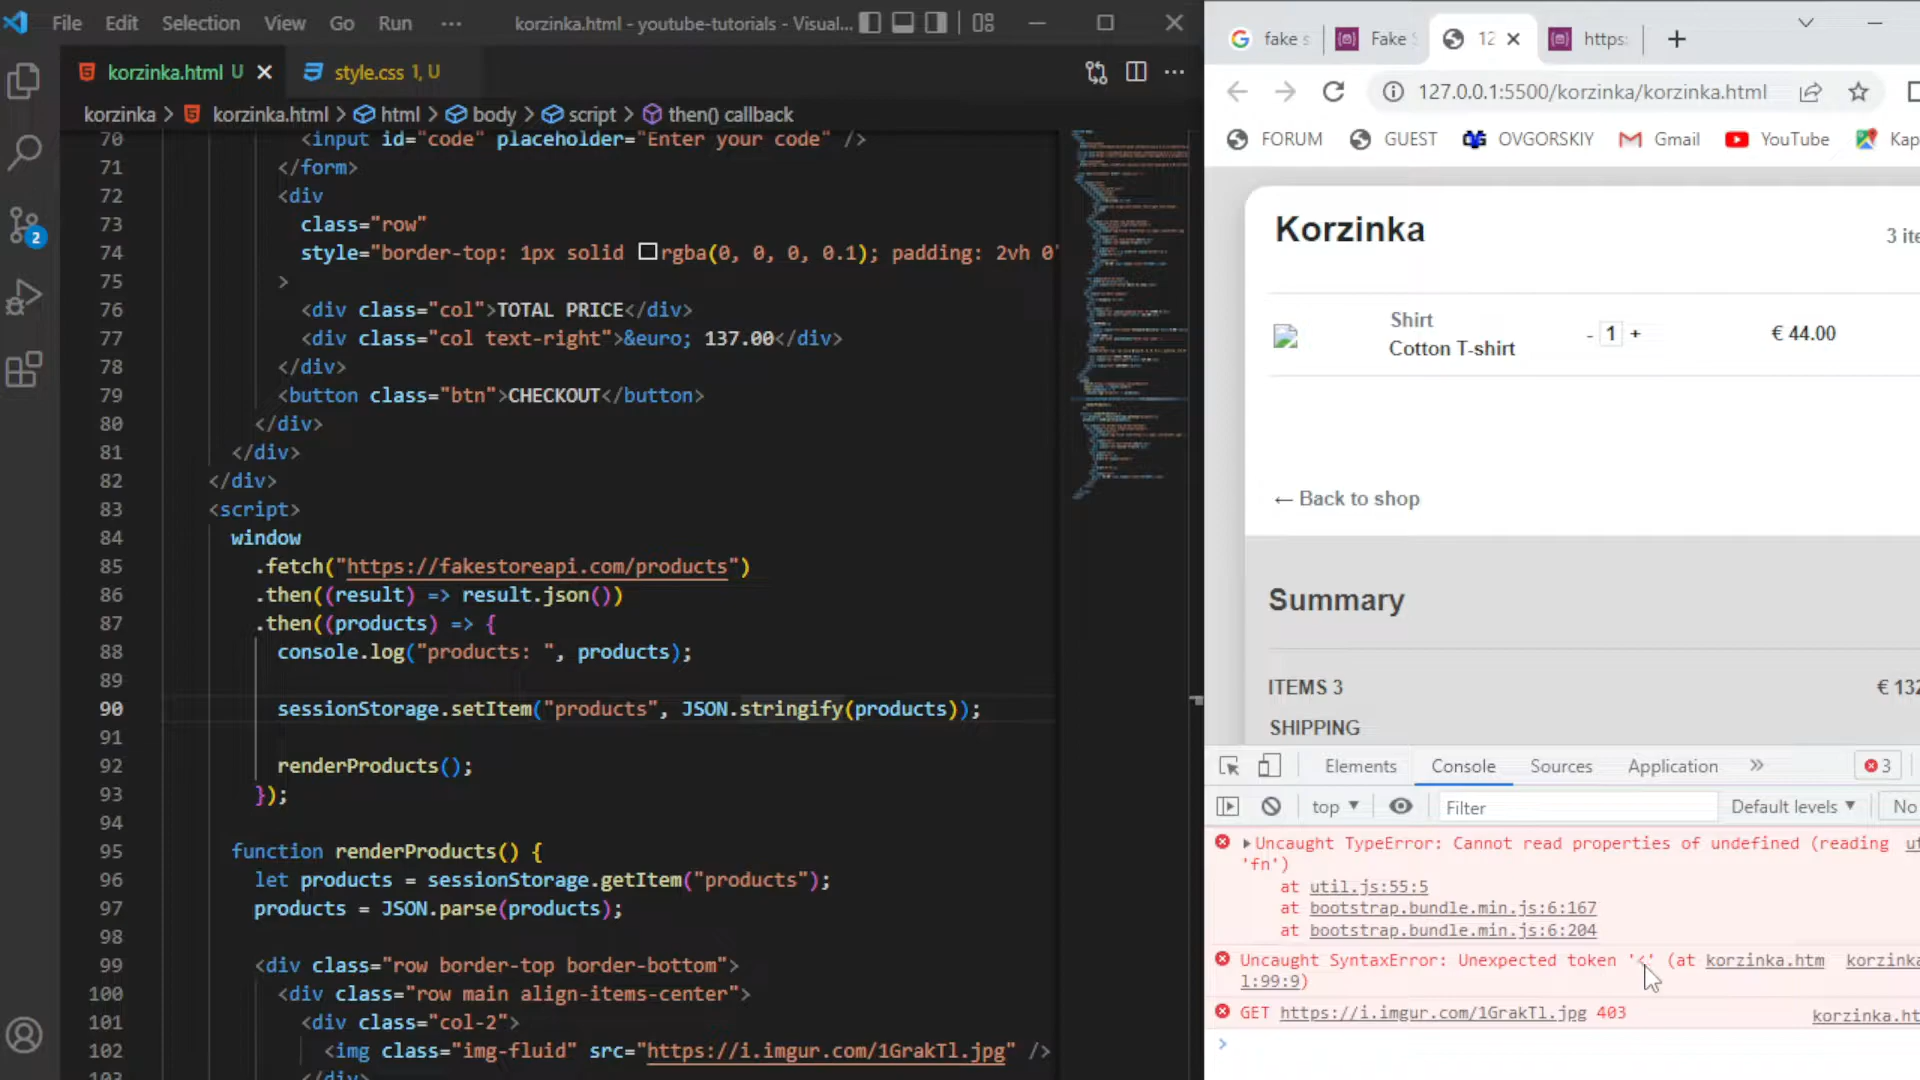 File Edit Selection View Go Run ··· korzinka.html - youtube-tutorials - Visual...
korzinka.html U style.css 1, U
korzinka > korzinka.html > html > body > script > then() callback
70 <input id="code" placeholder="Enter your code" />
71 </form>
72 <div
73 class="row"
74 style="border-top: 1px solid rgba(0, 0, 0, 0.1); padding: 2vh 0"
75 >
76 <div class="col">TOTAL PRICE</div>
77 <div class="col text-right">&euro; 137.00</div>
78 </div>
79 <button class="btn">CHECKOUT</button>
80 </div>
81 </div>
82 </div>
83 <script>
84 window
85 .fetch("https://fakestoreapi.com/products")
86 .then((result) => result.json())
87 .then((products) => {
88 console.log("products: ", products);
89
90 sessionStorage.setItem("products", JSON.stringify(products));
91
92 renderProducts();
93 });
94
95 function renderProducts() {
96 let products = sessionStorage.getItem("products");
97 products = JSON.parse(products);
98
99 <div class="row border-top border-bottom">
100 <div class="row main align-items-center">
101 <div class="col-2">
102 <img class="img-fluid" src="https://i.imgur.com/1GrakTl.jpg" />
103 </div>
2
fake s Fake S 12 https:
127.0.0.1:5500/korzinka/korzinka.html
FORUM GUEST OVGORSKIY Gmail YouTube Кар
Korzinka
3 ite
Shirt
Cotton T-shirt
- 1 +
€ 44.00
← Back to shop
Summary
ITEMS 3 € 132
SHIPPING
Elements Console Sources Application » 3
top Filter Default levels No
Uncaught TypeError: Cannot read properties of undefined (reading ut
'fn')
at util.js:55:5
at bootstrap.bundle.min.js:6:167
at bootstrap.bundle.min.js:6:204
Uncaught SyntaxError: Unexpected token '<' (at korzinka.htm korzinka
l:99:9)
GET https://i.imgur.com/1GrakTl.jpg 403 korzinka.ht